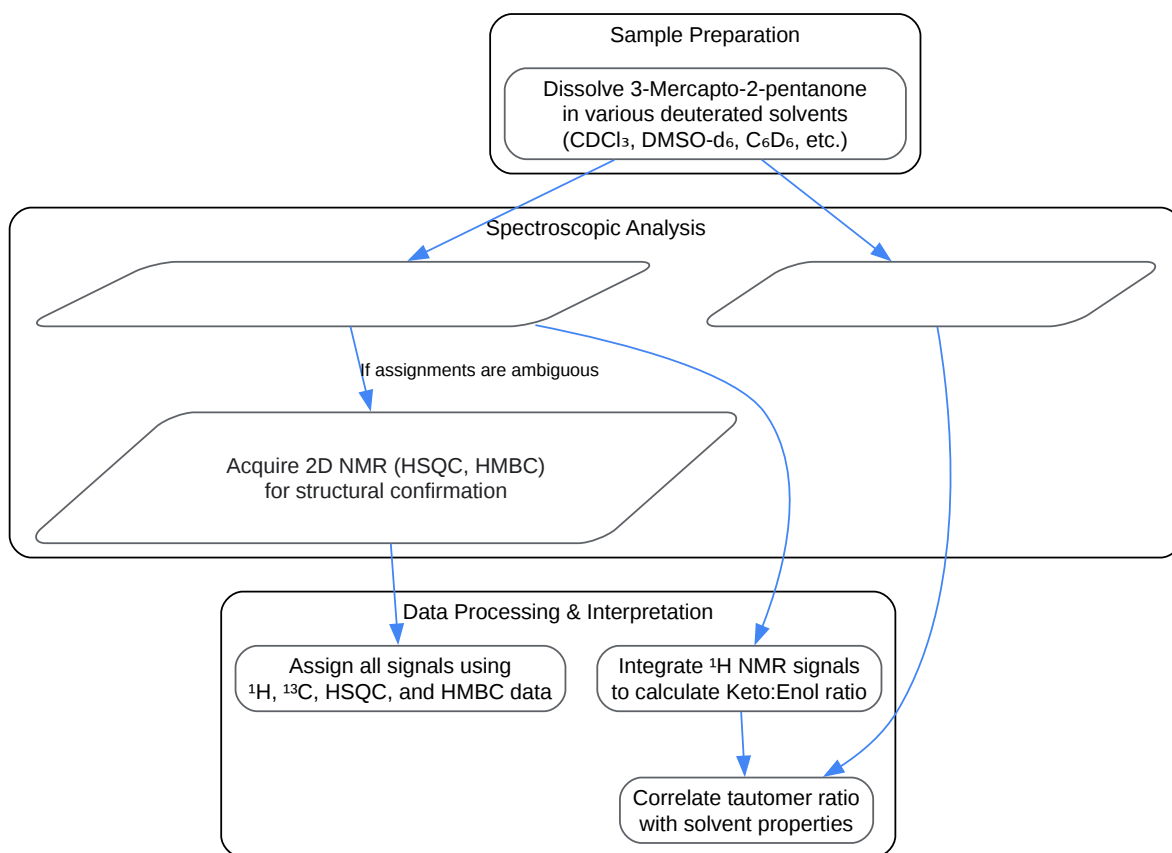 Sample Preparation
Dissolve 3-Mercapto-2-pentanone
in various deuterated solvents
(CDCl₃, DMSO-d₆, C₆D₆, etc.)
Spectroscopic Analysis
If assignments are ambiguous
Acquire 2D NMR (HSQC, HMBC)
for structural confirmation
Data Processing & Interpretation
Assign all signals using
¹H, ¹³C, HSQC, and HMBC data
Integrate ¹H NMR signals
to calculate Keto:Enol ratio
Correlate tautomer ratio
with solvent properties